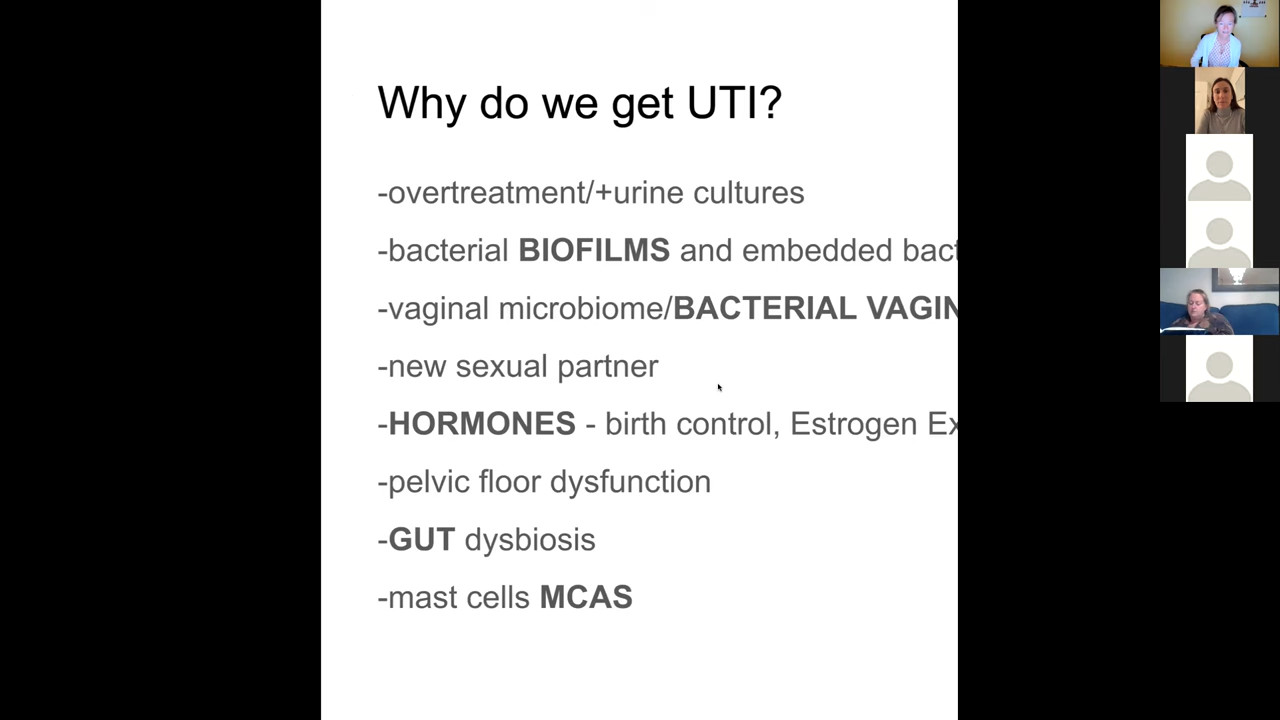 Why do we get UTI?
-overtreatment/+urine cultures
-bacterial BIOFILMS and embedded bact
-vaginal microbiome/BACTERIAL VAGIN
-new sexual partner
-HORMONES - birth control, Estrogen Ex
-pelvic floor dysfunction
-GUT dysbiosis
-mast cells MCAS